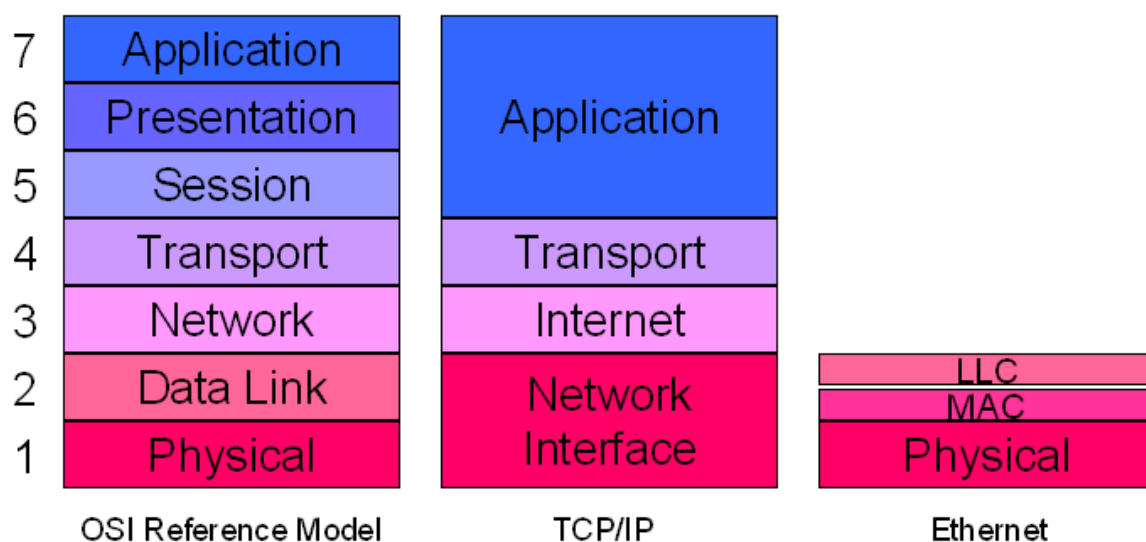 7 Application
6 Presentation
5 Session
4 Transport
3 Network
2 Data Link
1 Physical
OSI Reference Model
Application
Transport
Internet
Network
Interface
TCP/IP
LLC
MAC
Physical
Ethernet